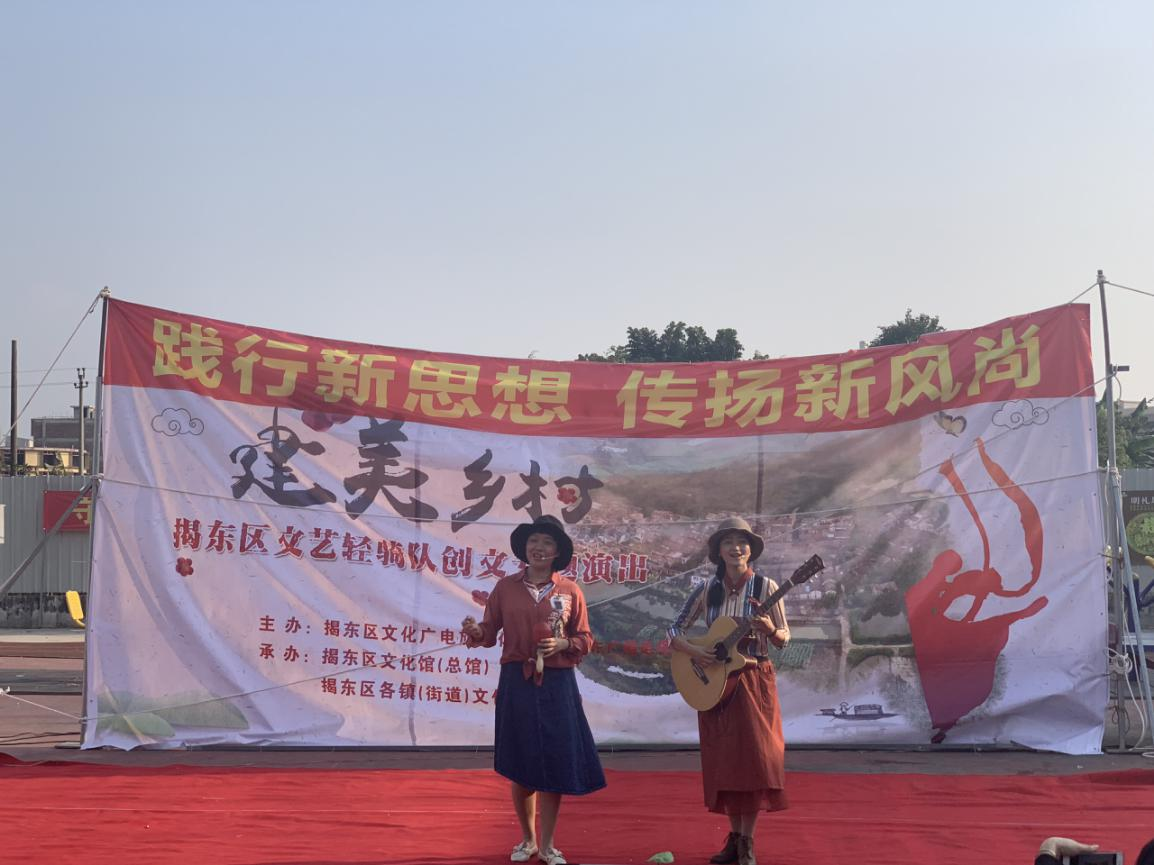 践行新思想 传扬新风尚
建美乡村
揭东区文艺轻骑队创文 演出
主 办：揭东区文化广电
承 办：揭东区文化馆(总馆)
揭东区各镇(街道)文
明礼